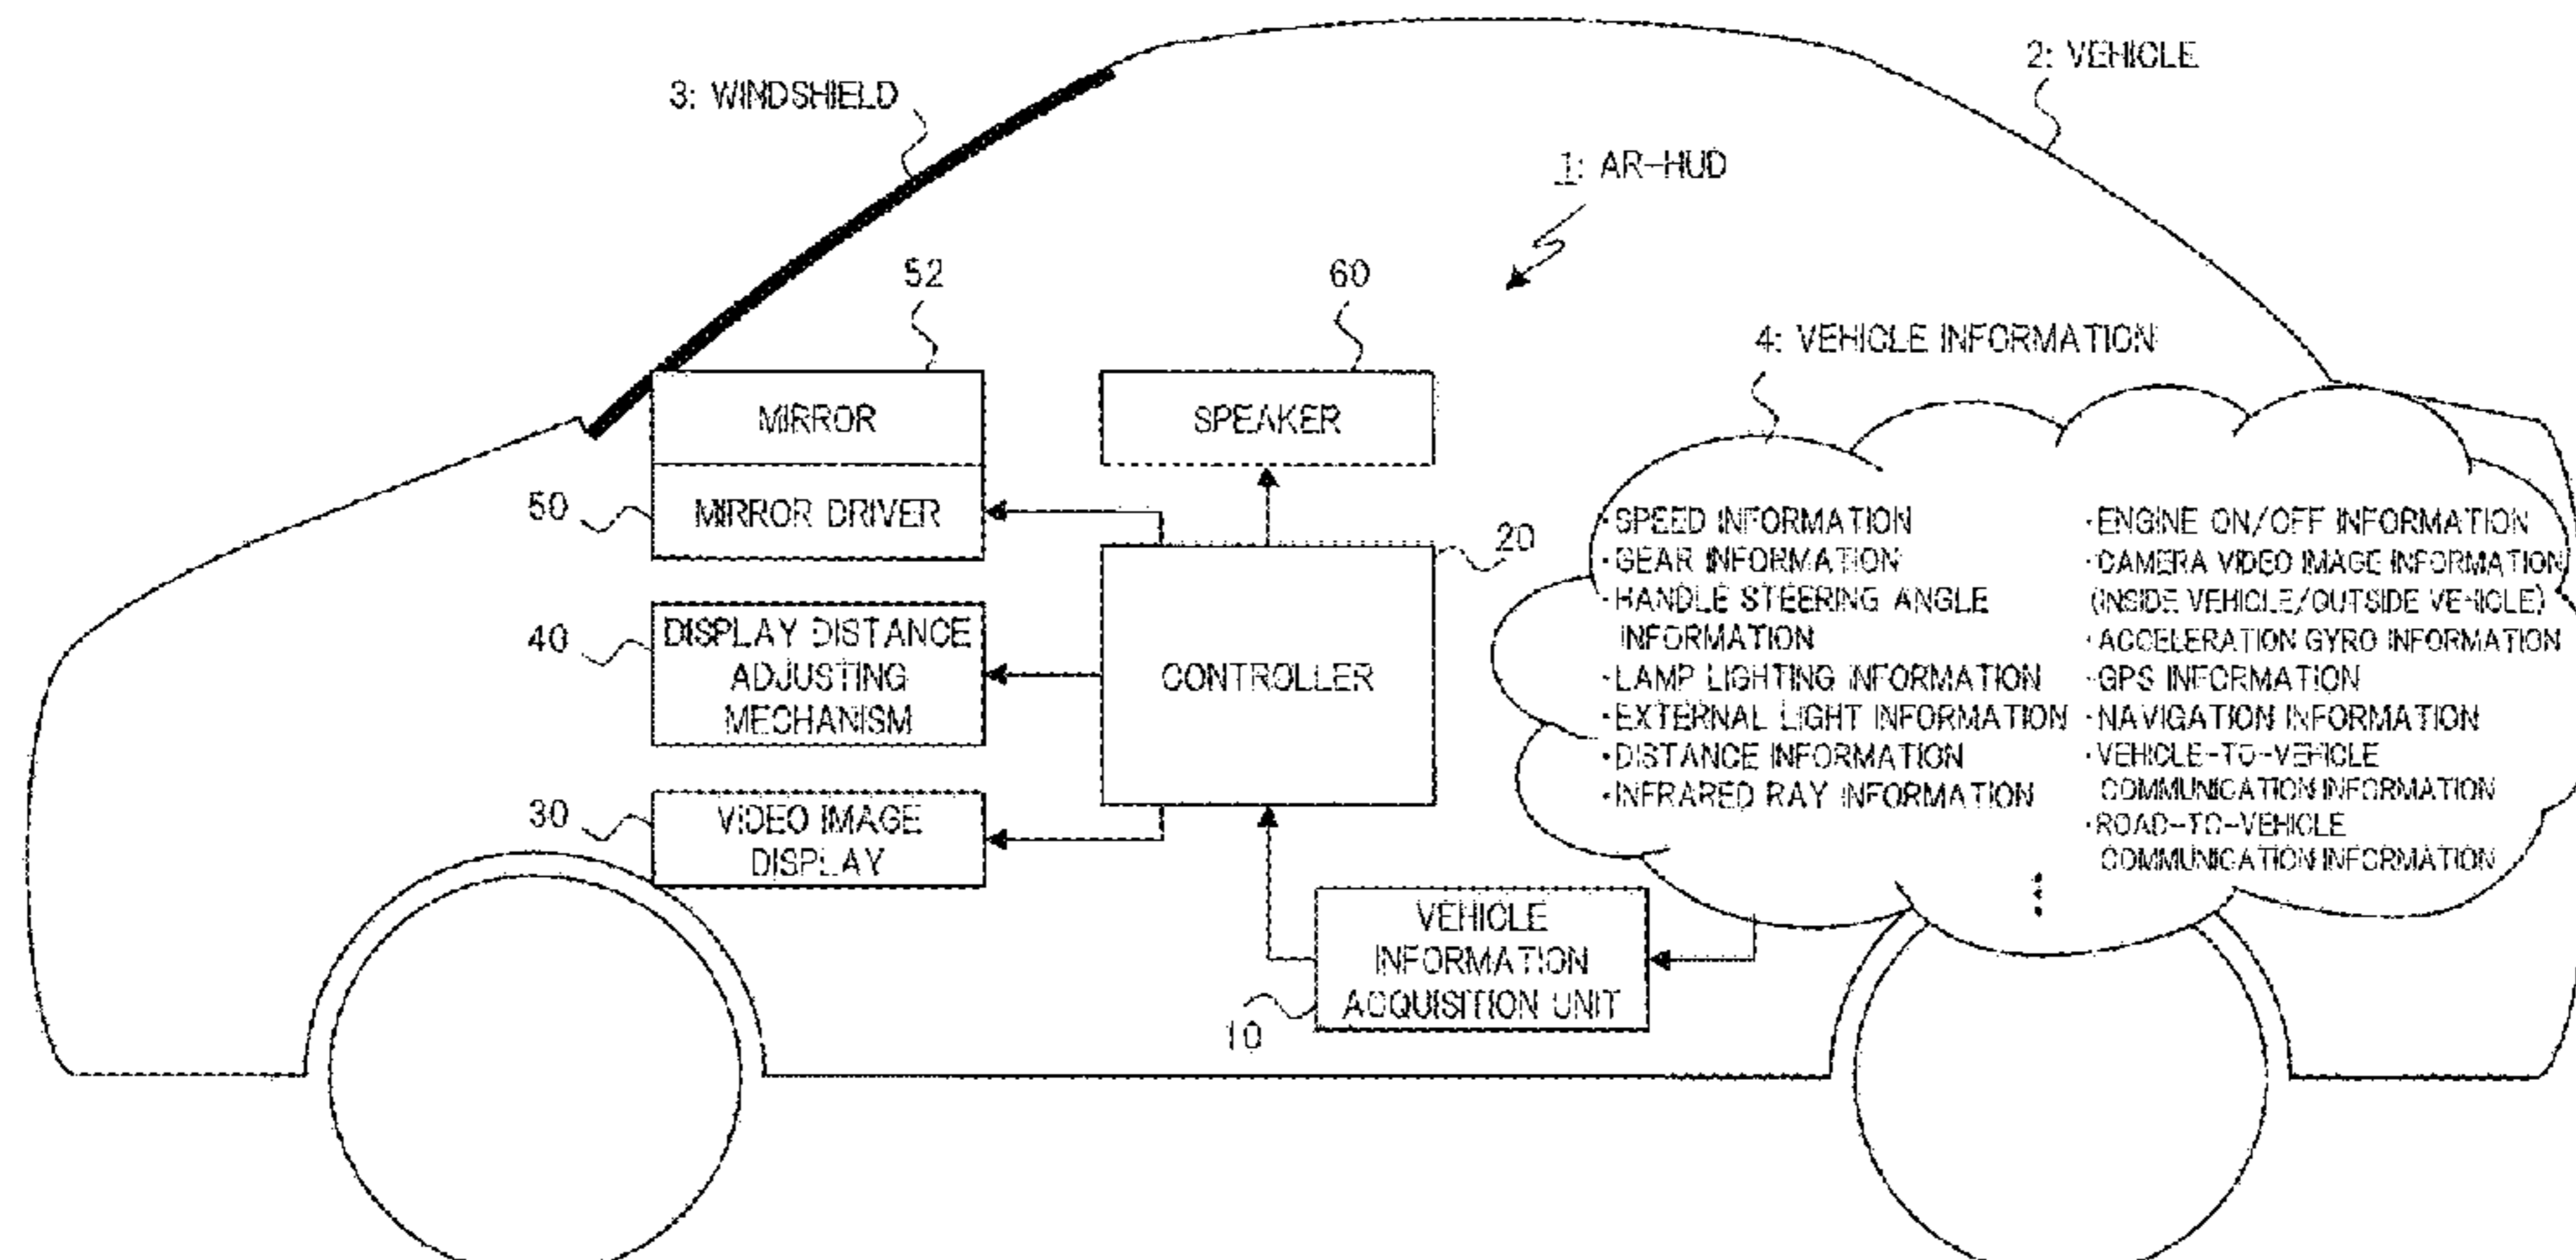 2: VEHICLE
3: WINDSHIELD
1: AR-HUD
52
60
4: VEHICLE INFORMATION
MIRROR
SPEAKER
50
MIRROR DRIVER
20
40
DISPLAY DISTANCE
ADJUSTING
MECHANISM
CONTROLLER
30
VIDEO IMAGE
DISPLAY
VEHICLE
INFORMATION
ACQUISITION UNIT
10
·SPEED INFORMATION
·GEAR INFORMATION
·HANDLE STEERING ANGLE
INFORMATION
·LAMP LIGHTING INFORMATION
·EXTERNAL LIGHT INFORMATION
·DISTANCE INFORMATION
·INFRARED RAY INFORMATION
·ENGINE ON/OFF INFORMATION
·CAMERA VIDEO IMAGE INFORMATION
(INSIDE VEHICLE/OUTSIDE VEHICLE)
·ACCELERATION GYRO INFORMATION
·GPS INFORMATION
·NAVIGATION INFORMATION
·VEHICLE-TO-VEHICLE
COMMUNICATION INFORMATION
·ROAD-TO-VEHICLE
COMMUNICATION INFORMATION